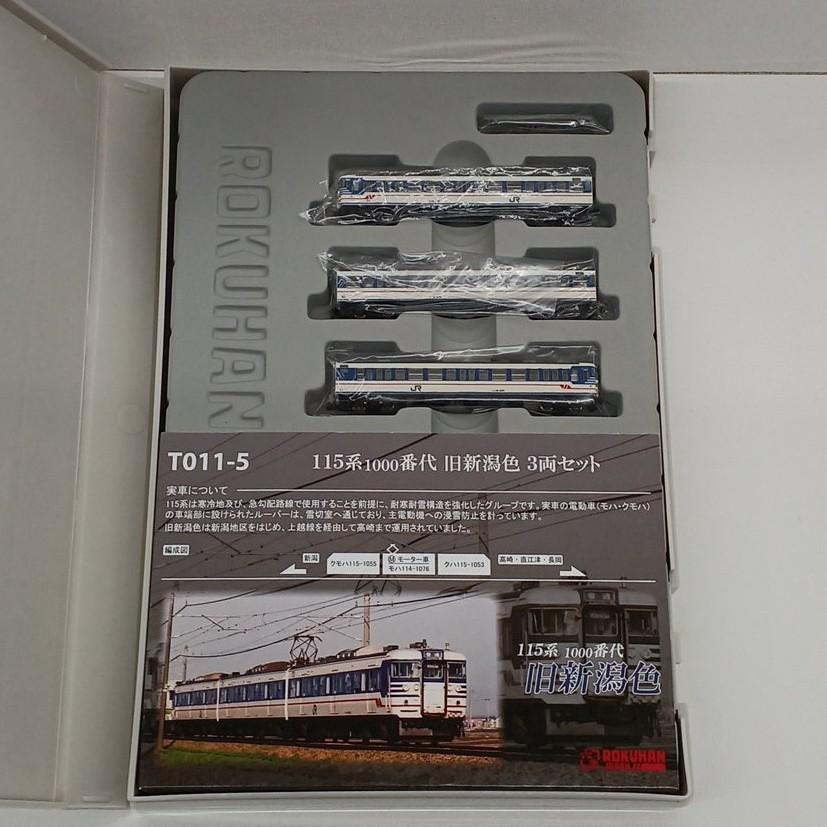 ROKUHAN
JR
JR
T011-5 115系1000番代 旧新潟色 3両セット
実車について
115系は寒冷地及び、急勾配路線で使用することを前提に、耐寒耐雪構造を強化したグループです。実車の電動車(モハ・クモハ)
の車端部に設けられたルーバーは、雪切室へ通じており、主電動機への浸雪防止を計っています。
旧新潟色は新潟地区をはじめ、上越線を経由して高崎まで運用されていました。
編成図
新潟
クモハ115-1055
Ⓜモーター車
モハ114-1076
クハ115-1053
高崎・直江津・長岡
115系 1000番代
旧新潟色
ROKUHAN